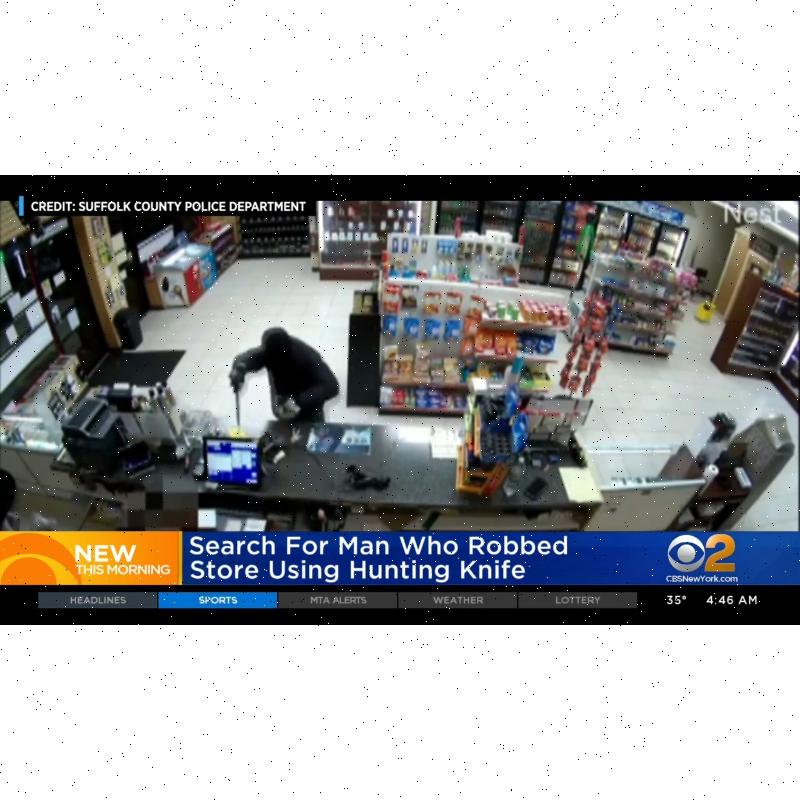 CREDIT: SUFFOLK COUNTY POLICE DEPARTMENT
Nest
NEW
THIS MORNING
Search For Man Who Robbed
Store Using Hunting Knife
2
CBSNewYork.com
HEADLINES
SPORTS
MTA ALERTS
WEATHER
LOTTERY
35°
4:46 AM